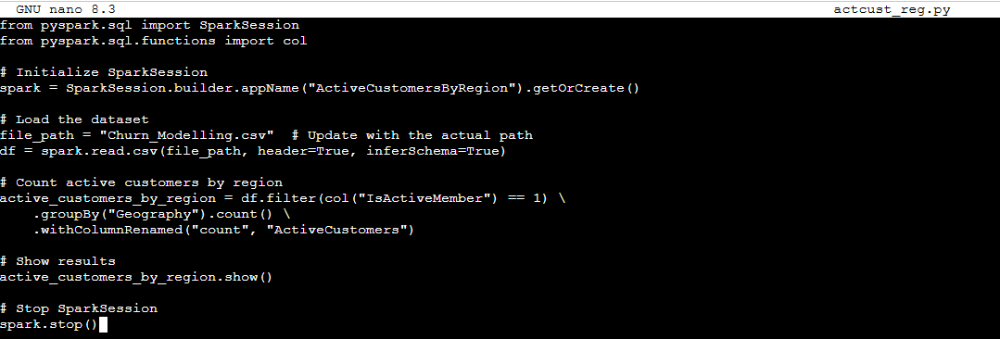 GNU nano 8.3 actcust_reg.py
from pyspark.sql import SparkSession
from pyspark.sql.functions import col
# Initialize SparkSession
spark = SparkSession.builder.appName("ActiveCustomersByRegion").getOrCreate()
# Load the dataset
file_path = "Churn_Modelling.csv"  # Update with the actual path
df = spark.read.csv(file_path, header=True, inferSchema=True)
# Count active customers by region
active_customers_by_region = df.filter(col("IsActiveMember") == 1) \
    .groupBy("Geography").count() \
    .withColumnRenamed("count", "ActiveCustomers")
# Show results
active_customers_by_region.show()
# Stop SparkSession
spark.stop()